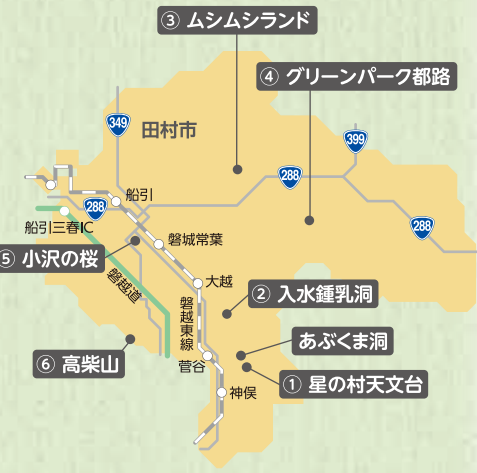 ③ ムシムシランド
④ グリーンパーク都路
349
田村市
399
288
船引
288
288
船引三春IC
磐城常葉
⑤ 小沢の桜
大越
磐越道
② 入水鍾乳洞
磐越東線
あぶくま洞
⑥ 高柴山
菅谷
① 星の村天文台
神俣